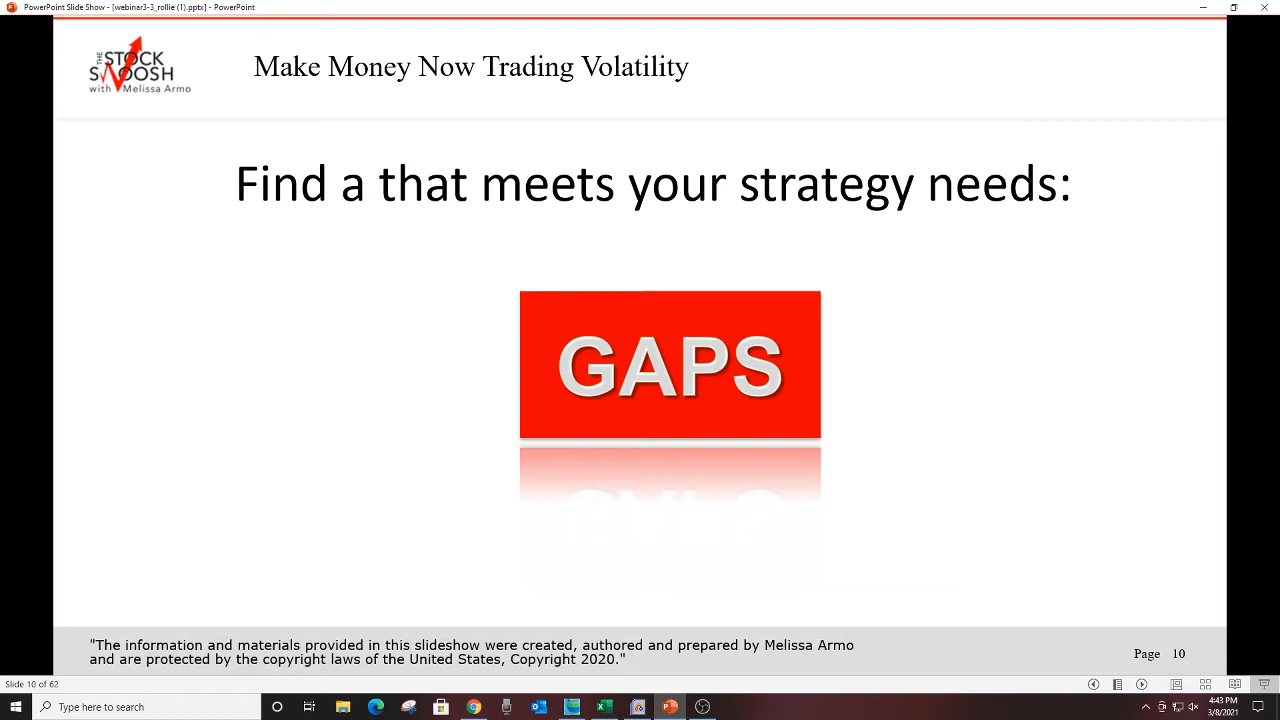 PowerPoint Slide Show - [webinar3-3_rollie (1).pptx] - PowerPoint
THE STOCK
SWOOSH
with Melissa Armo
Make Money Now Trading Volatility
Find a that meets your strategy needs:
GAPS
"The information and materials provided in this slideshow were created, authored and prepared by Melissa Armo
and are protected by the copyright laws of the United States, Copyright 2020."
Page 10
Slide 10 of 62
Type here to search
4:43 PM
3/8/2021